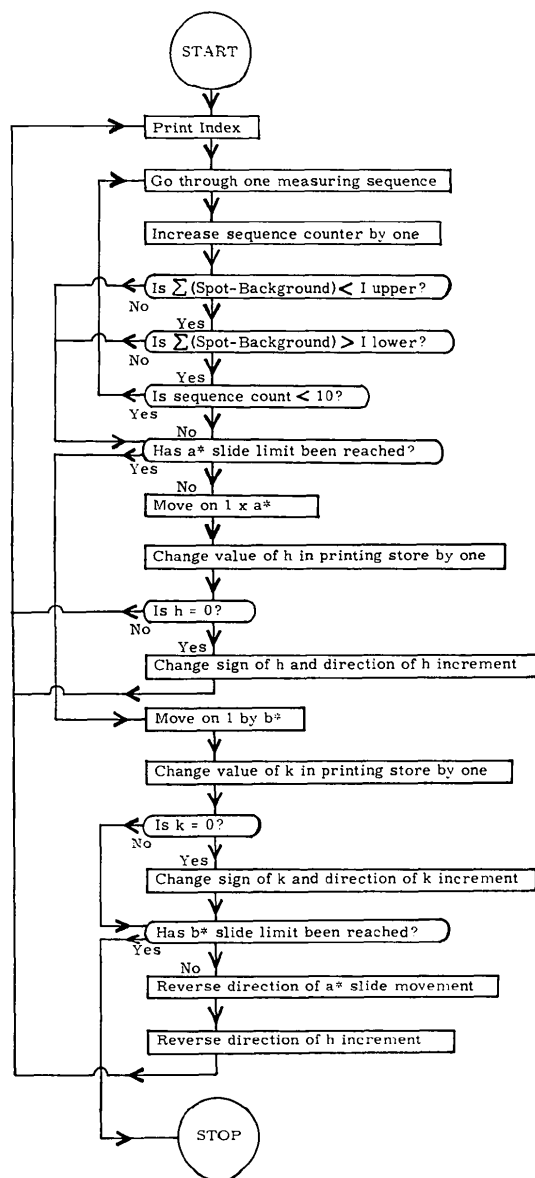 START
Print Index
Go through one measuring sequence
Increase sequence counter by one
Is ∑(Spot-Background) < I upper?
No
Yes
Is ∑(Spot-Background) > I lower?
No
Yes
Is sequence count < 10?
Yes
No
Has a* slide limit been reached?
Yes
No
Move on 1 x a*
Change value of h in printing store by one
Is h = 0?
No
Yes
Change sign of h and direction of h increment
Move on 1 by b*
Change value of k in printing store by one
Is k = 0?
No
Yes
Change sign of k and direction of k increment
Has b* slide limit been reached?
Yes
No
Reverse direction of a* slide movement
Reverse direction of h increment
STOP